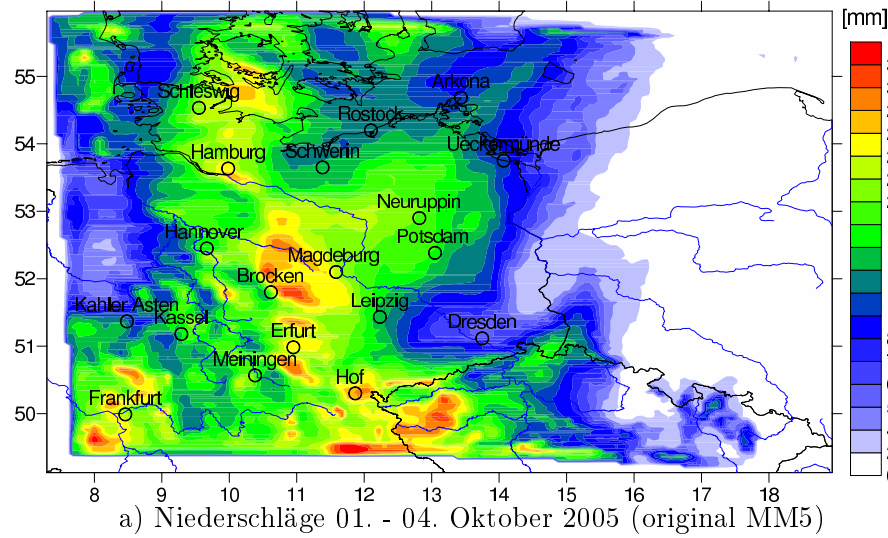 [mm]
55
54
53
52
51
50
Schleswig
Arkona
Rostock
Hamburg
Schwerin
Ueckermünde
Neuruppin
Hannover
Potsdam
Magdeburg
Brocken
Kahler Asten
Leipzig
Kassel
Erfurt
Dresden
Meiningen
Hof
Frankfurt
8 9 10 11 12 13 14 15 16 17 18
a) Niederschläge 01. - 04. Oktober 2005 (original MM5)